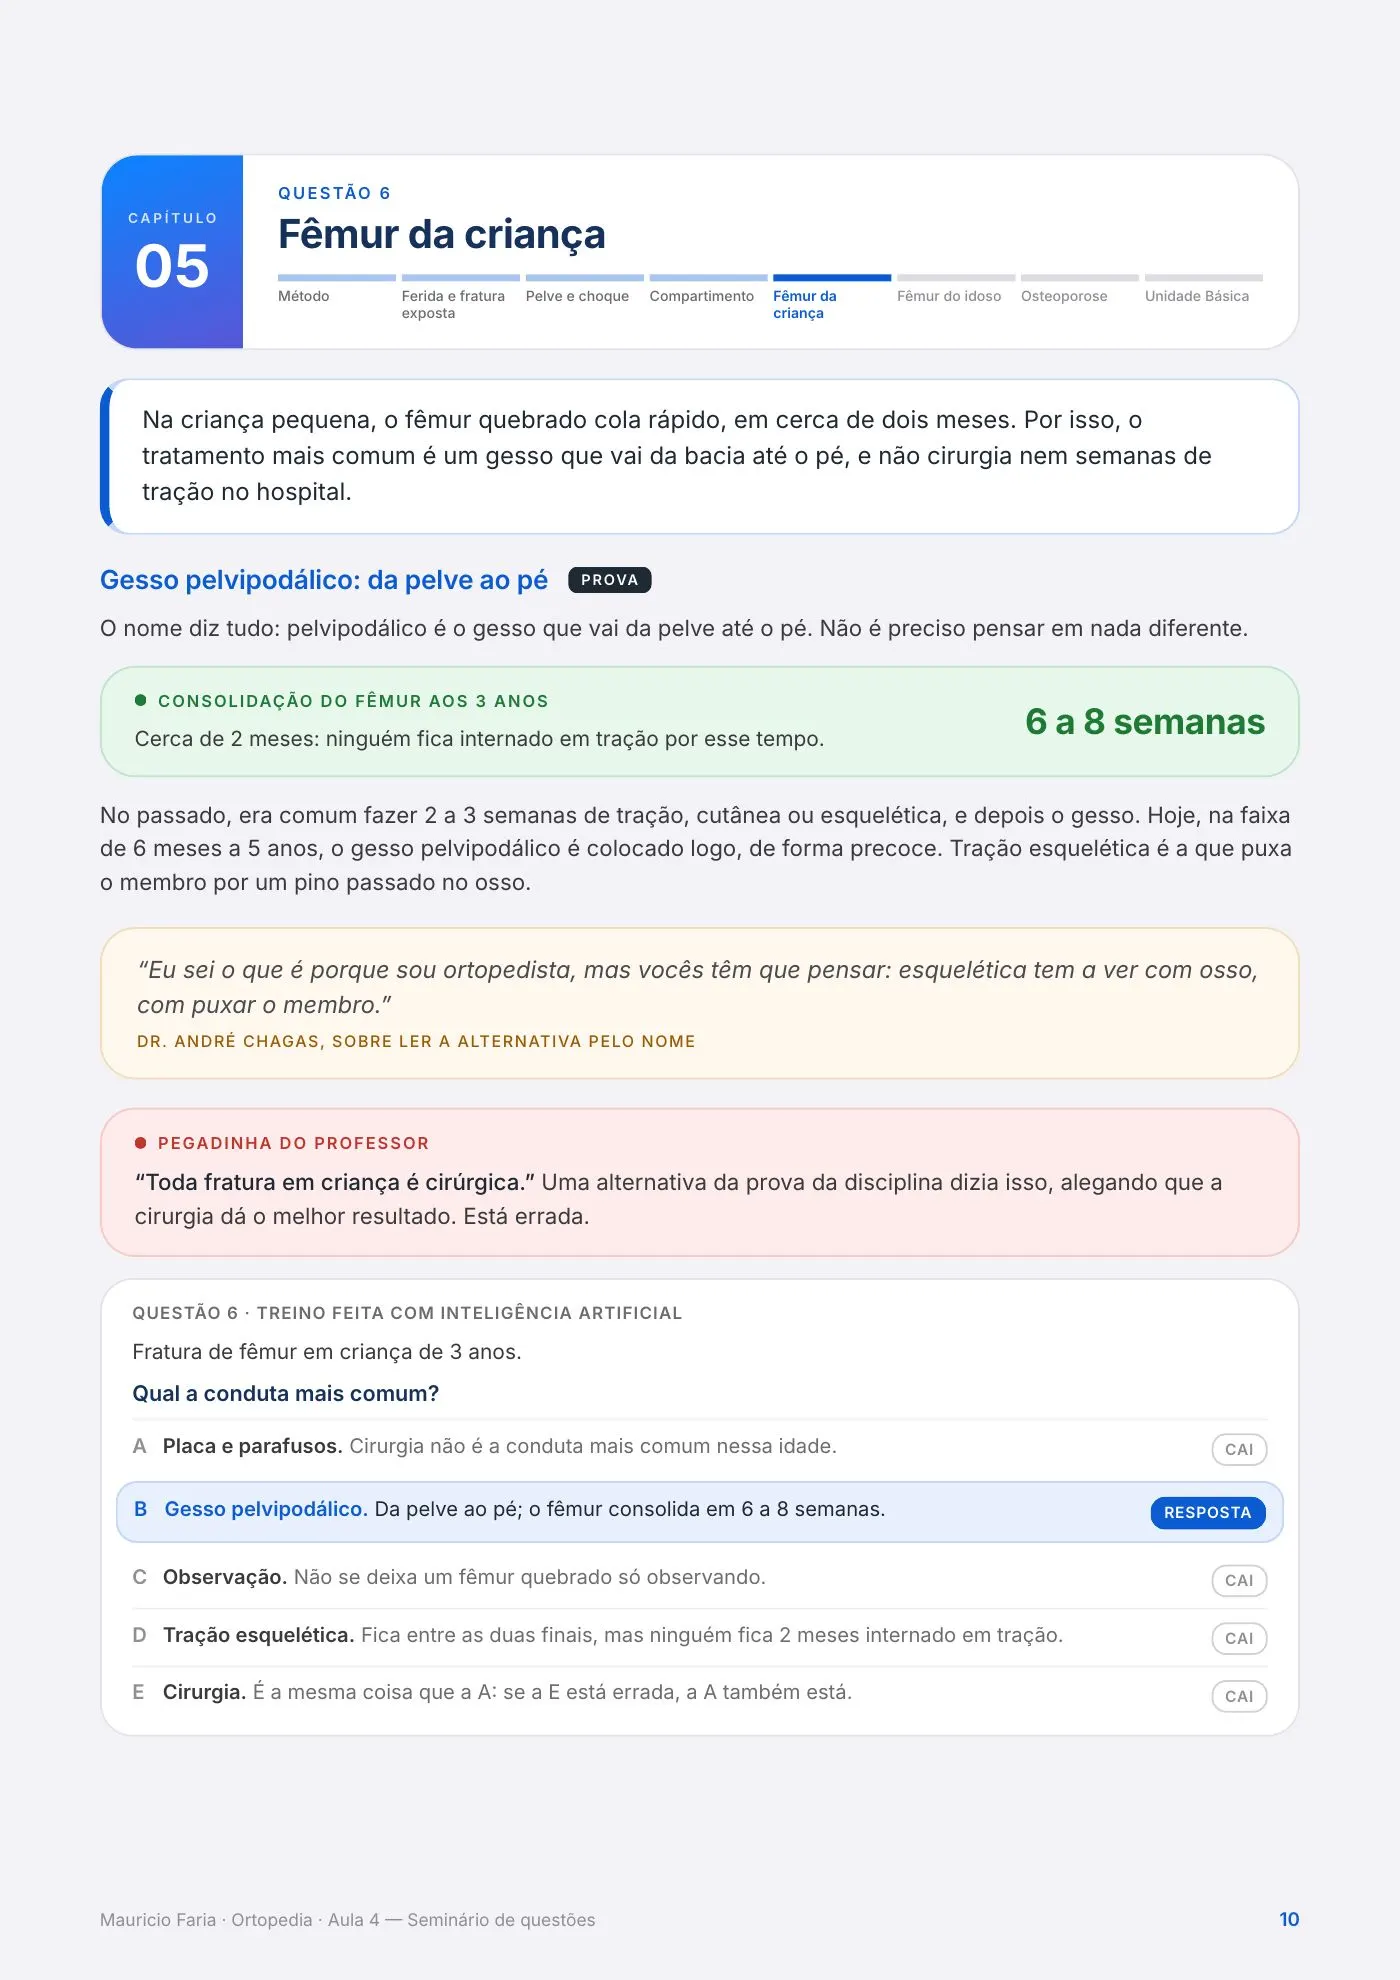 CAPÍTULO
05
QUESTÃO 6
Fêmur da criança
Método
Ferida e fratura
exposta
Pelve e choque
Compartimento
Fêmur da
criança
Fêmur do idoso
Osteoporose
Unidade Básica
Na criança pequena, o fêmur quebrado cola rápido, em cerca de dois meses. Por isso, o
tratamento mais comum é um gesso que vai da bacia até o pé, e não cirurgia nem semanas de
tração no hospital.
Gesso pelvipodálico: da pelve ao pé PROVA
O nome diz tudo: pelvipodálico é o gesso que vai da pelve até o pé. Não é preciso pensar em nada diferente.
CONSOLIDAÇÃO DO FÊMUR AOS 3 ANOS
Cerca de 2 meses: ninguém fica internado em tração por esse tempo.
6 a 8 semanas
No passado, era comum fazer 2 a 3 semanas de tração, cutânea ou esquelética, e depois o gesso. Hoje, na faixa
de 6 meses a 5 anos, o gesso pelvipodálico é colocado logo, de forma precoce. Tração esquelética é a que puxa
o membro por um pino passado no osso.
“Eu sei o que é porque sou ortopedista, mas vocês têm que pensar: esquelética tem a ver com osso,
com puxar o membro.”
DR. ANDRÉ CHAGAS, SOBRE LER A ALTERNATIVA PELO NOME
PEGADINHA DO PROFESSOR
“Toda fratura em criança é cirúrgica.” Uma alternativa da prova da disciplina dizia isso, alegando que a
cirurgia dá o melhor resultado. Está errada.
QUESTÃO 6 · TREINO FEITA COM INTELIGÊNCIA ARTIFICIAL
Fratura de fêmur em criança de 3 anos.
Qual a conduta mais comum?
A Placa e parafusos. Cirurgia não é a conduta mais comum nessa idade. CAI
B Gesso pelvipodálico. Da pelve ao pé; o fêmur consolida em 6 a 8 semanas. RESPOSTA
C Observação. Não se deixa um fêmur quebrado só observando. CAI
D Tração esquelética. Fica entre as duas finais, mas ninguém fica 2 meses internado em tração. CAI
E Cirurgia. É a mesma coisa que a A: se a E está errada, a A também está. CAI
Mauricio Faria · Ortopedia · Aula 4 — Seminário de questões
10